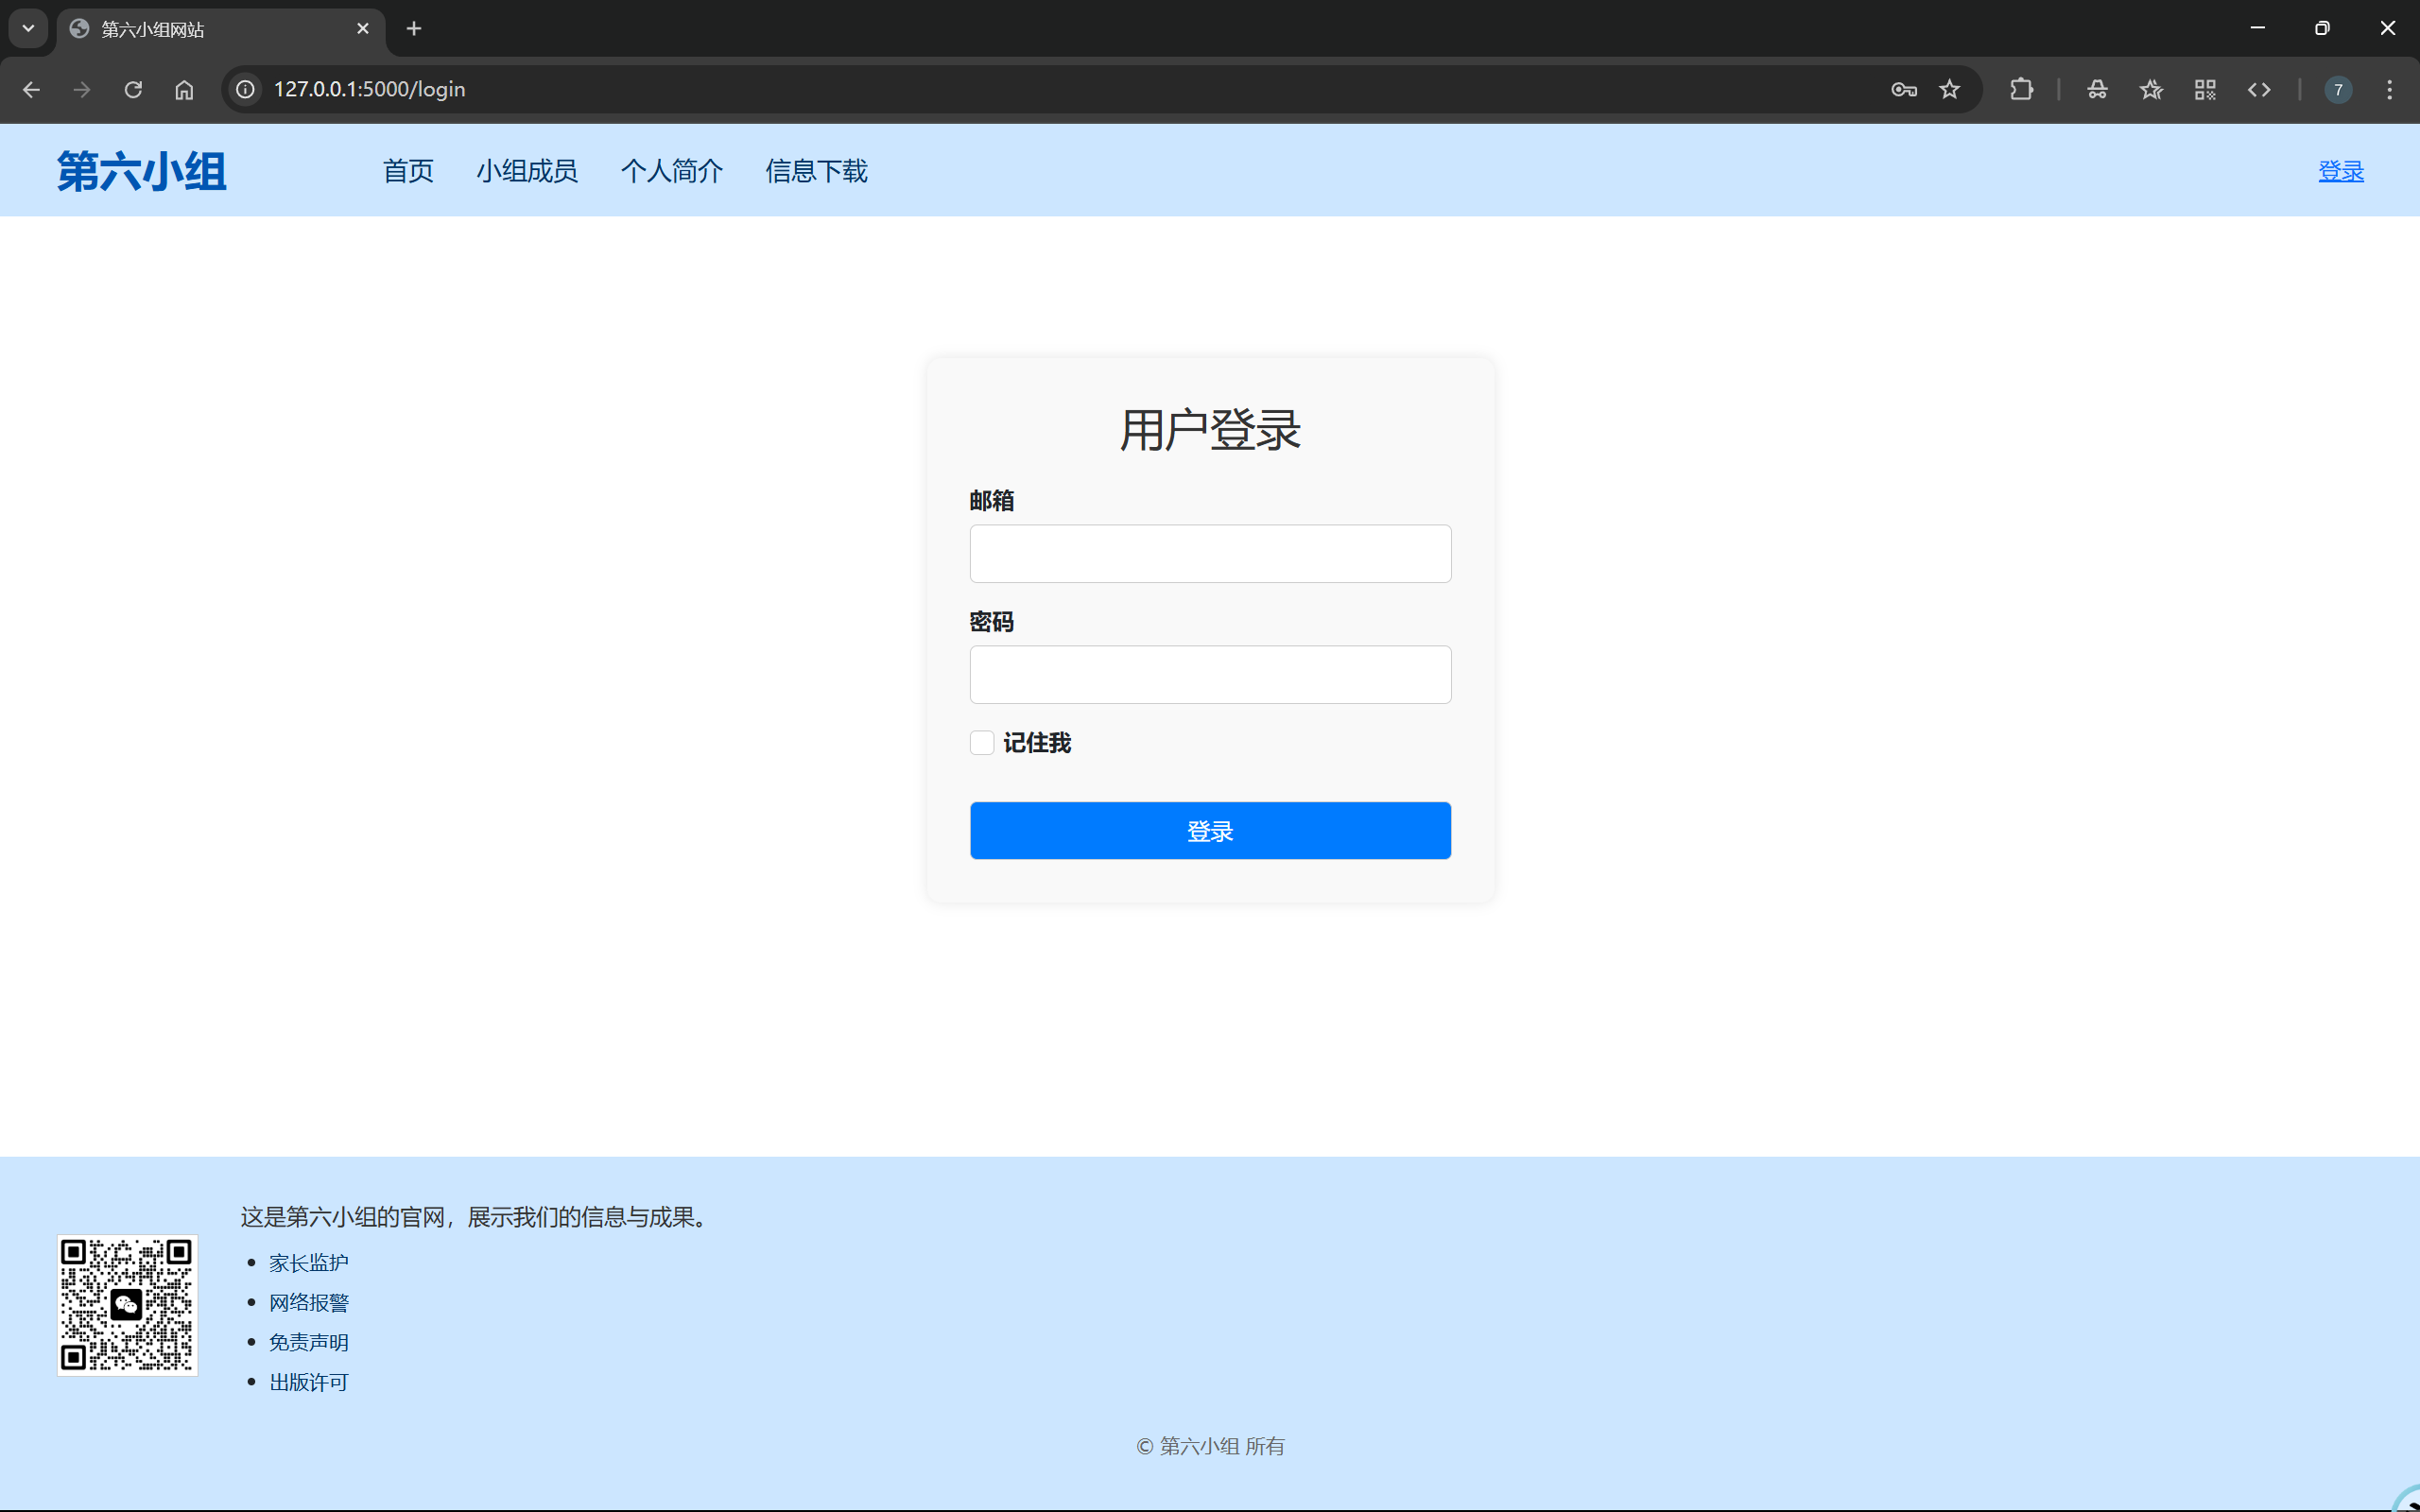 第六小组网站
127.0.0.1:5000/login
7
第六小组 首页 小组成员 个人简介 信息下载 登录
用户登录
邮箱
密码
记住我
登录
这是第六小组的官网，展示我们的信息与成果。
家长监护
网络报警
免责声明
出版许可
© 第六小组 所有